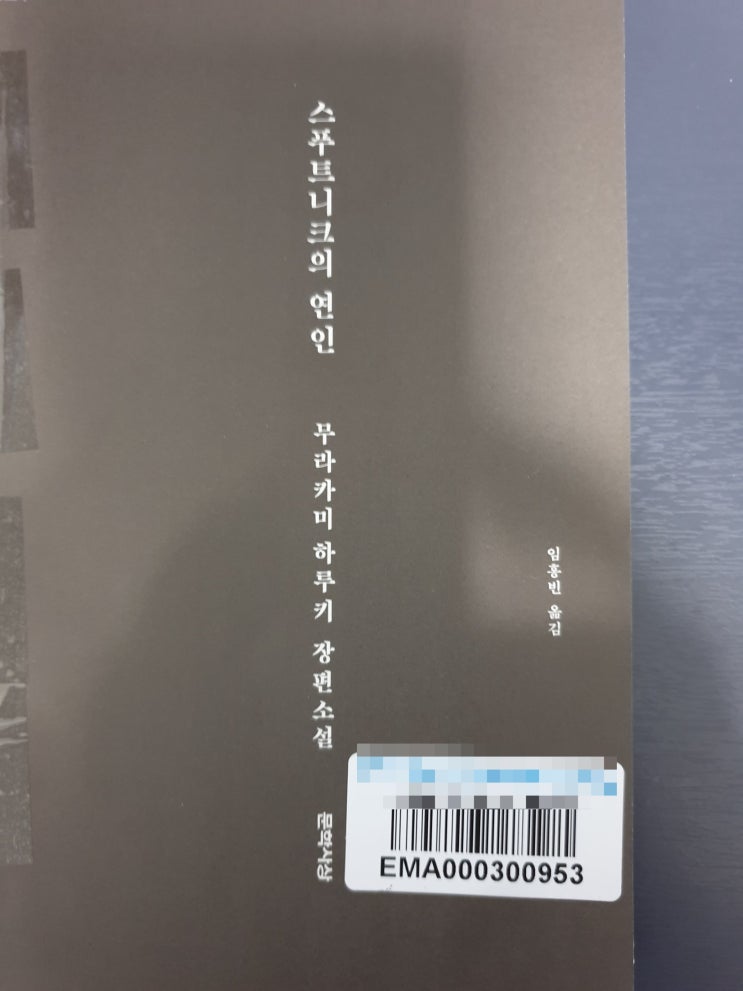 스푸트니크의 연인
무라카미 하루키 장편소설
임홍빈 옮김
문학사상
EMA000300953